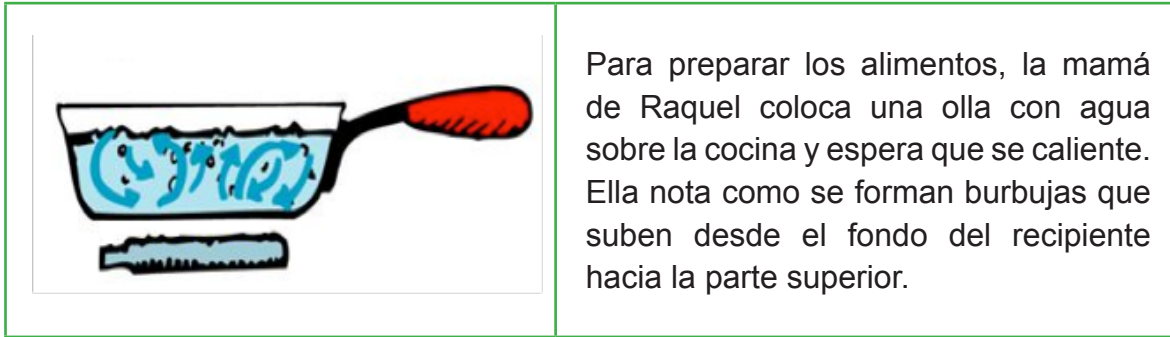 Para preparar los alimentos, la mamá
de Raquel coloca una olla con agua
sobre la cocina y espera que se caliente.
Ella nota como se forman burbujas que
suben desde el fondo del recipiente
hacia la parte superior.